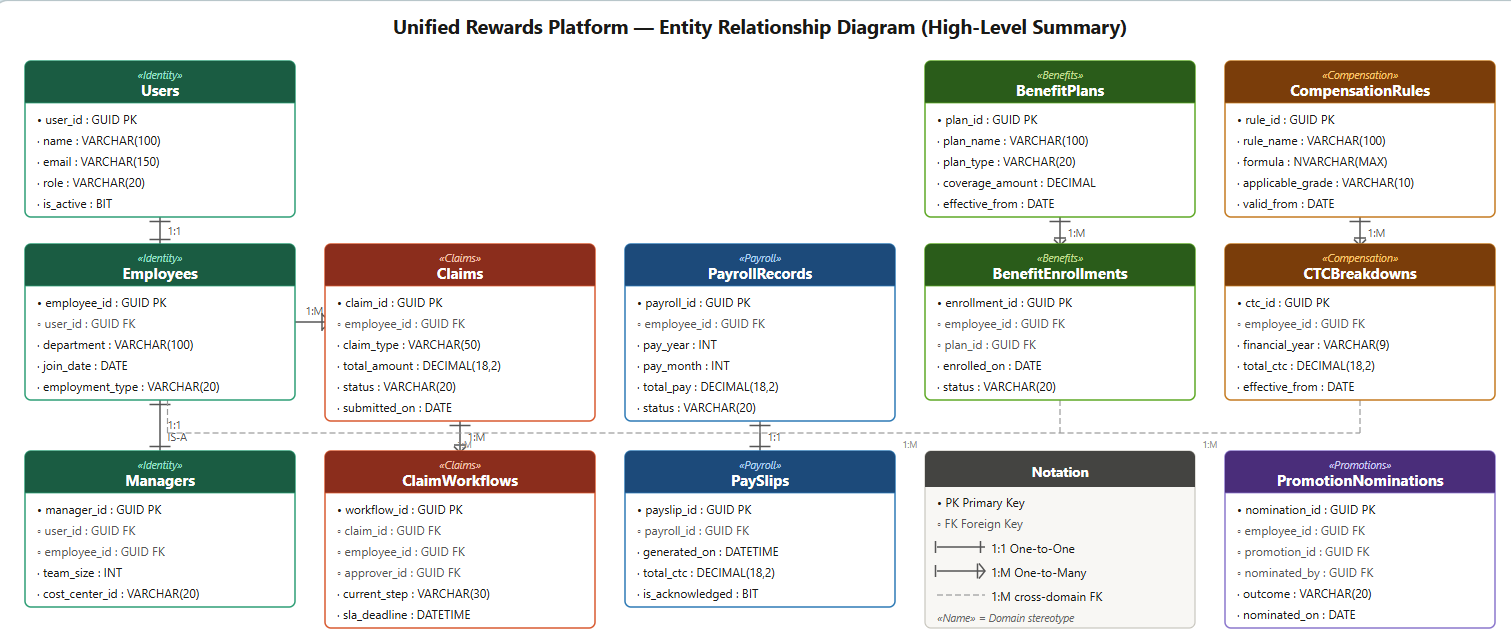 Unified Rewards Platform — Entity Relationship Diagram (High-Level Summary)
«Identity»
Users
• user_id : GUID PK
· name : VARCHAR(100)
· email : VARCHAR(150)
· role : VARCHAR(20)
· is_active : BIT
«Benefits»
BenefitPlans
• plan_id : GUID PK
· plan_name : VARCHAR(100)
· plan_type : VARCHAR(20)
· coverage_amount : DECIMAL
· effective_from : DATE
«Compensation»
CompensationRules
• rule_id : GUID PK
· rule_name : VARCHAR(100)
· formula : NVARCHAR(MAX)
· applicable_grade : VARCHAR(10)
· valid_from : DATE
1:1
1:M
1:M
«Identity»
Employees
• employee_id : GUID PK
◦ user_id : GUID FK
· department : VARCHAR(100)
· join_date : DATE
· employment_type : VARCHAR(20)
1:M
«Claims»
Claims
• claim_id : GUID PK
◦ employee_id : GUID FK
· claim_type : VARCHAR(50)
· total_amount : DECIMAL(18,2)
· status : VARCHAR(20)
· submitted_on : DATE
«Payroll»
PayrollRecords
• payroll_id : GUID PK
◦ employee_id : GUID FK
· pay_year : INT
· pay_month : INT
· total_pay : DECIMAL(18,2)
· status : VARCHAR(20)
«Benefits»
BenefitEnrollments
• enrollment_id : GUID PK
◦ employee_id : GUID FK
◦ plan_id : GUID FK
· enrolled_on : DATE
· status : VARCHAR(20)
«Compensation»
CTCBreakdowns
• ctc_id : GUID PK
◦ employee_id : GUID FK
· financial_year : VARCHAR(9)
· total_ctc : DECIMAL(18,2)
· effective_from : DATE
1:1
IS-A
1:M
1:1
1:M
1:M
«Identity»
Managers
• manager_id : GUID PK
◦ user_id : GUID FK
◦ employee_id : GUID FK
· team_size : INT
· cost_center_id : VARCHAR(20)
«Claims»
ClaimWorkflows
• workflow_id : GUID PK
◦ claim_id : GUID FK
◦ employee_id : GUID FK
◦ approver_id : GUID FK
· current_step : VARCHAR(30)
· sla_deadline : DATETIME
«Payroll»
PaySlips
• payslip_id : GUID PK
◦ payroll_id : GUID FK
· generated_on : DATETIME
· total_ctc : DECIMAL(18,2)
· is_acknowledged : BIT
Notation
• PK Primary Key
◦ FK Foreign Key
1:1 One-to-One
1:M One-to-Many
1:M cross-domain FK
«Name» = Domain stereotype
«Promotions»
PromotionNominations
• nomination_id : GUID PK
◦ employee_id : GUID FK
◦ promotion_id : GUID FK
◦ nominated_by : GUID FK
· outcome : VARCHAR(20)
· nominated_on : DATE